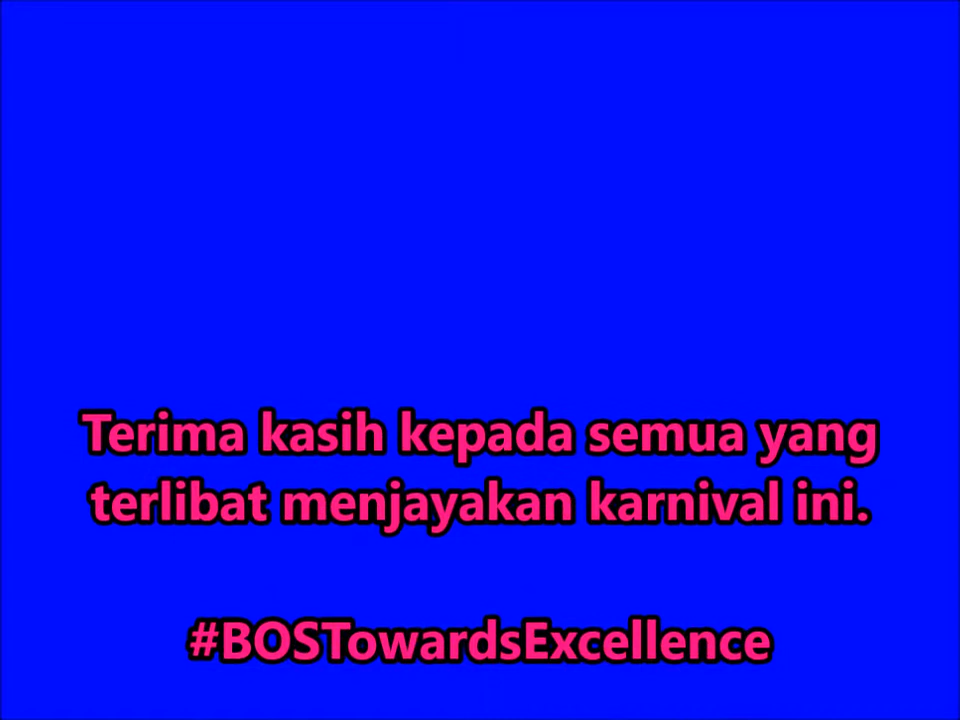 Terima kasih kepada semua yang
terlibat menjayakan karnival ini.
#BOSTowardsExcellence